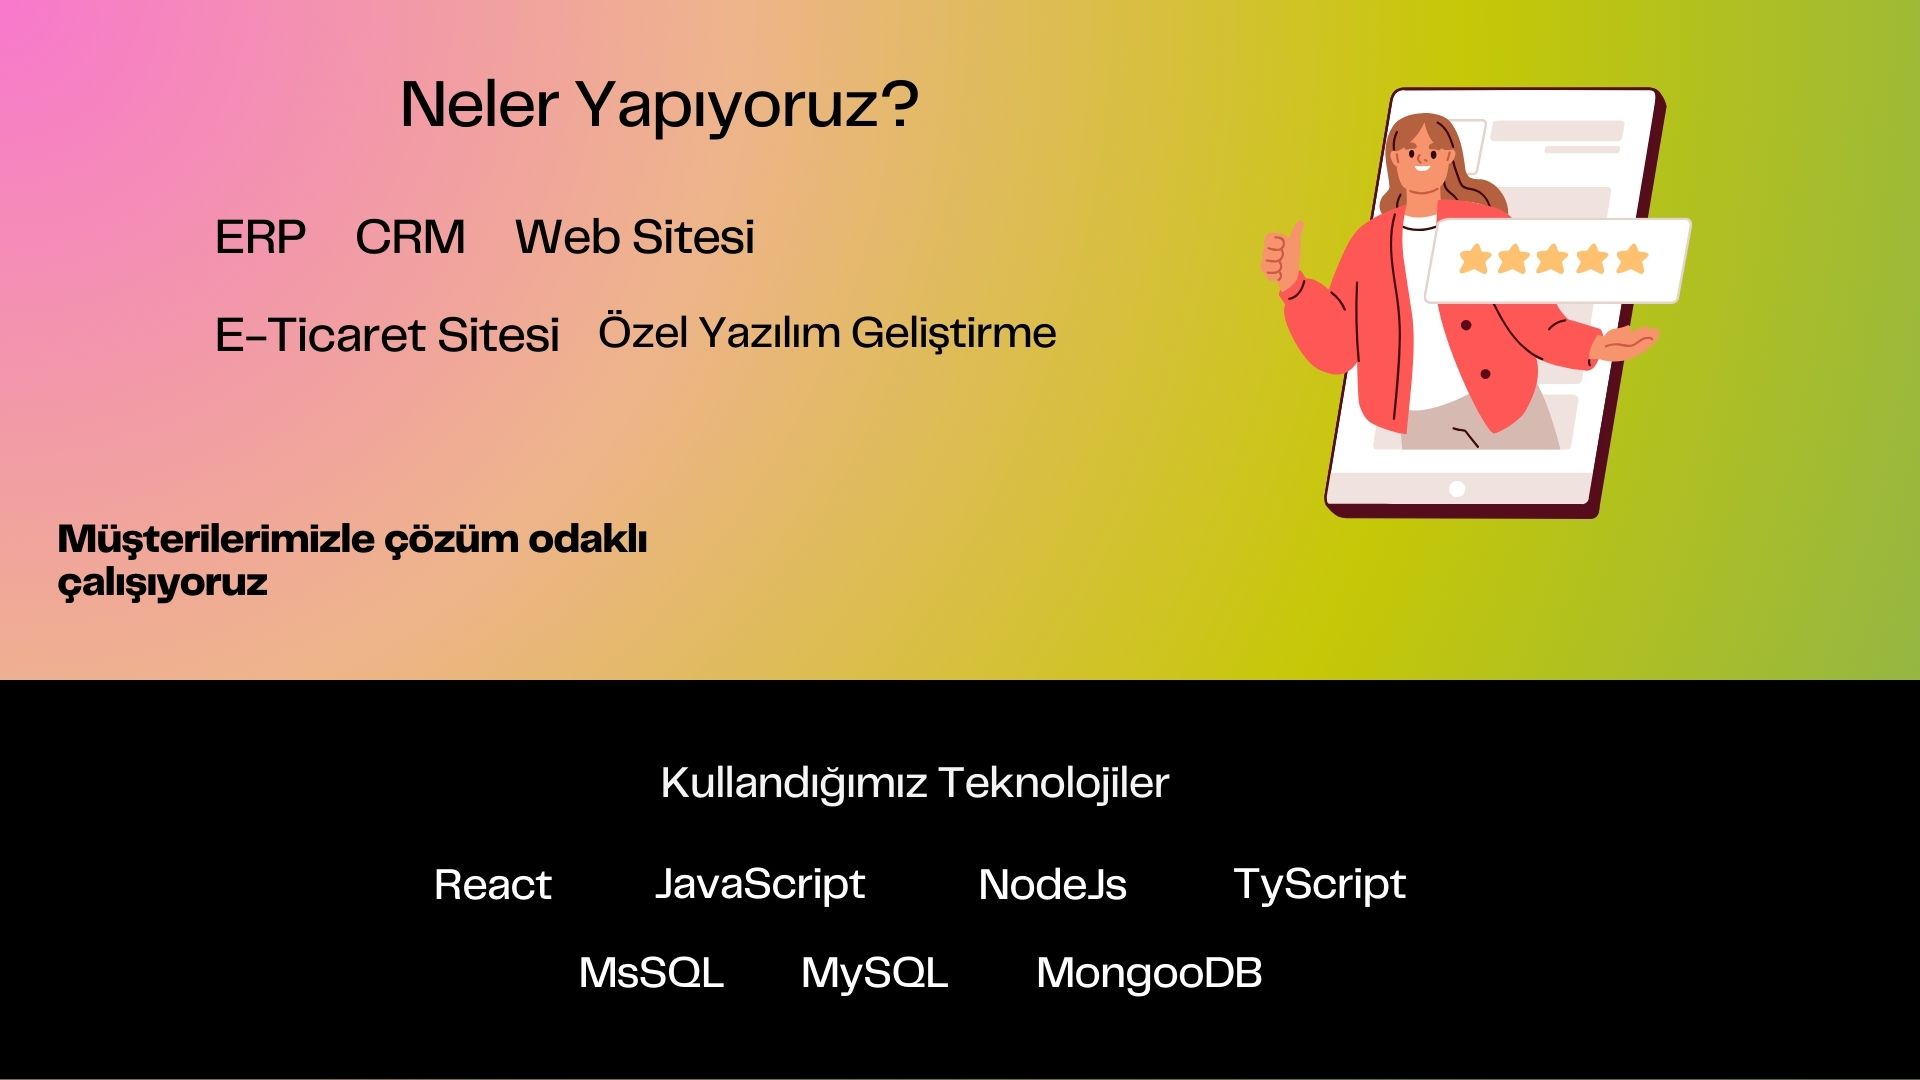 Neler Yapıyoruz?
ERP CRM Web Sitesi
E-Ticaret Sitesi Özel Yazılım Geliştirme
Müşterilerimizle çözüm odaklı
çalışıyoruz
Kullandığımız Teknolojiler
React JavaScript NodeJs TyScript
MsSQL MySQL MongooDB